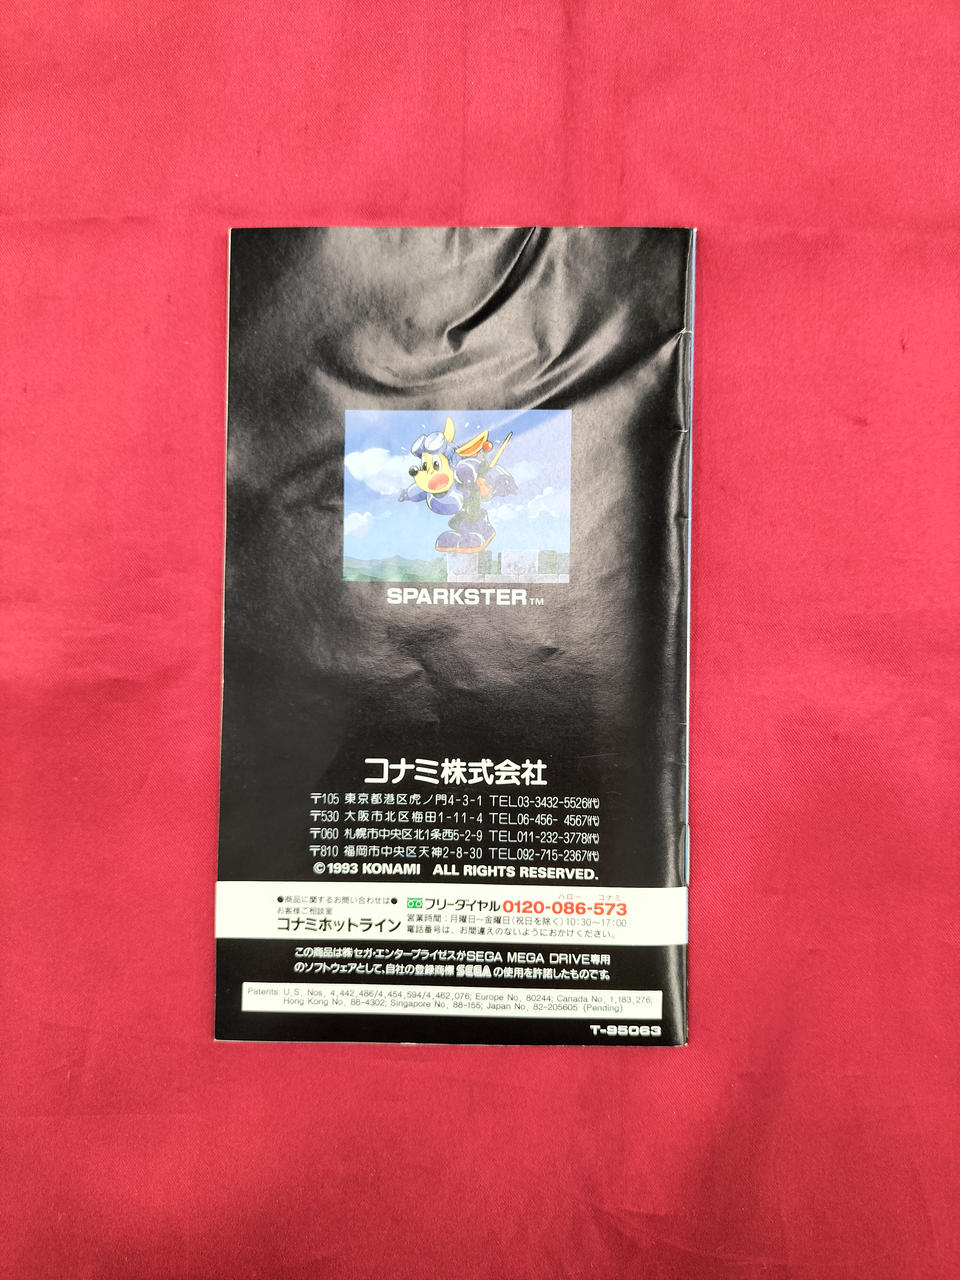 SPARKSTER TM
コナミ株式会社
〒105 東京都港区虎ノ門4-3-1 TEL03-3432-5526㈹
〒530 大阪市北区梅田1-11-4 TEL06-456-4567㈹
〒060 札幌市中央区北1条西5-2-9 TEL011-232-3778㈹
〒810 福岡市中央区天神2-8-30 TEL092-715-2367㈹
©1993 KONAMI ALL RIGHTS RESERVED.
●商品に関するお問い合わせは●
お客様ご相談室
コナミホットライン
ハロー コナミ
フリーダイヤル 0120-086-573
営業時間：月曜日～金曜日(祝日を除く)10:30～17:00
電話番号は、お間違えのないようにおかけください。
この商品は㈱セガ・エンタープライゼスがSEGA MEGA DRIVE専用
のソフトウェアとして、自社の登録商標 SEGA の使用を許諾したものです。
Patents: U.S. Nos. 4,442,486/4,454,594/4,462,076; Europe No. 80244; Canada No. 1,183,276;
Hong Kong No. 88-4302; Singapore No. 88-155; Japan No. 82-205605 (Pending)
T-95063